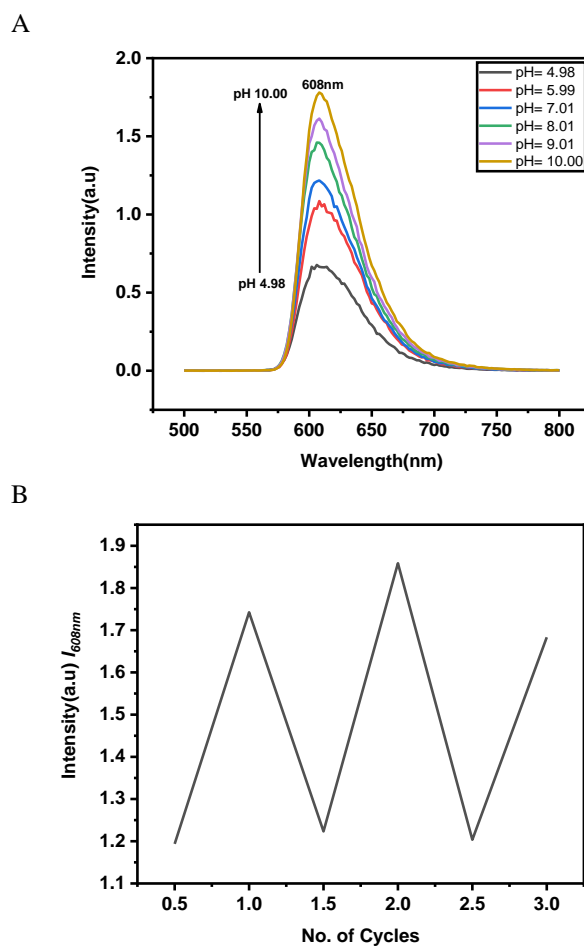 A
2.0
1.5
1.0
0.5
0.0
Intensity(a.u)
pH 10.00
608nm
pH 4.98
pH= 4.98
pH= 5.99
pH= 7.01
pH= 8.01
pH= 9.01
pH= 10.00
500 550 600 650 700 750 800
Wavelength(nm)
B
1.9
1.8
1.7
1.6
1.5
1.4
1.3
1.2
1.1
Intensity(a.u) I608nm
0.5 1.0 1.5 2.0 2.5 3.0
No. of Cycles